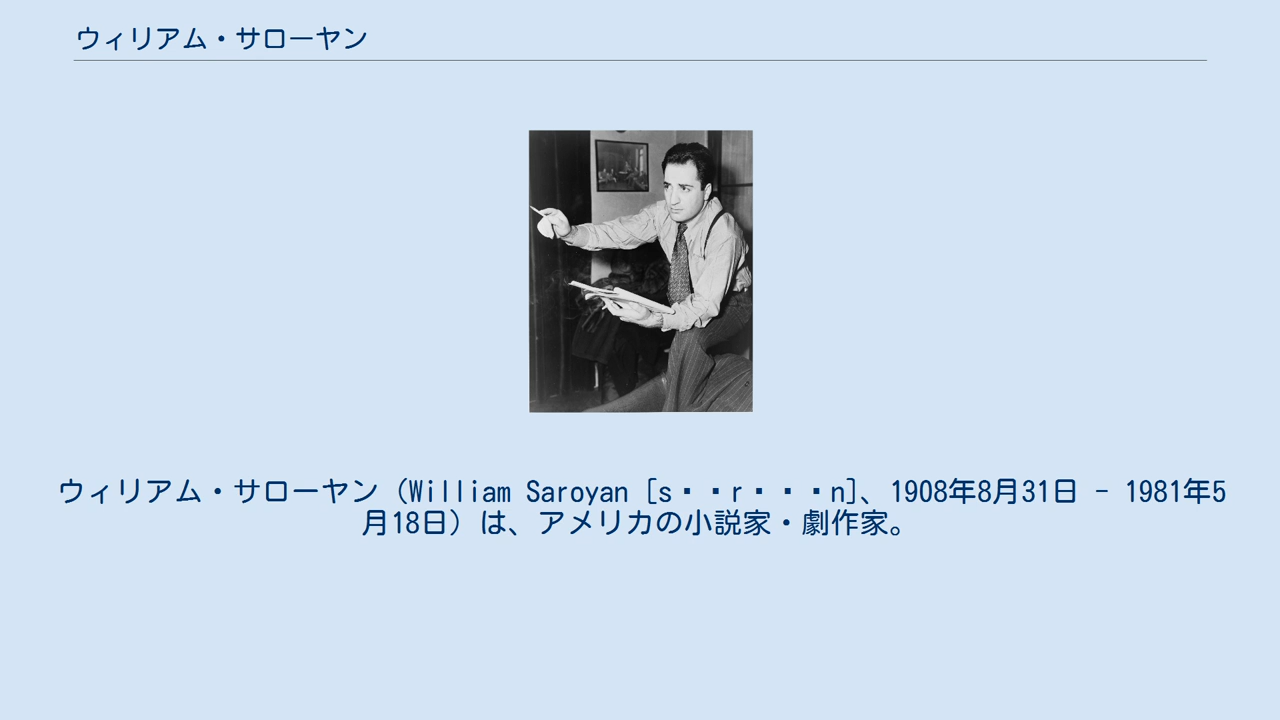 ウィリアム・サローヤン
ウィリアム・サローヤン（William Saroyan [s・・r・・・n]、1908年8月31日 - 1981年5
月18日）は、アメリカの小説家・劇作家。